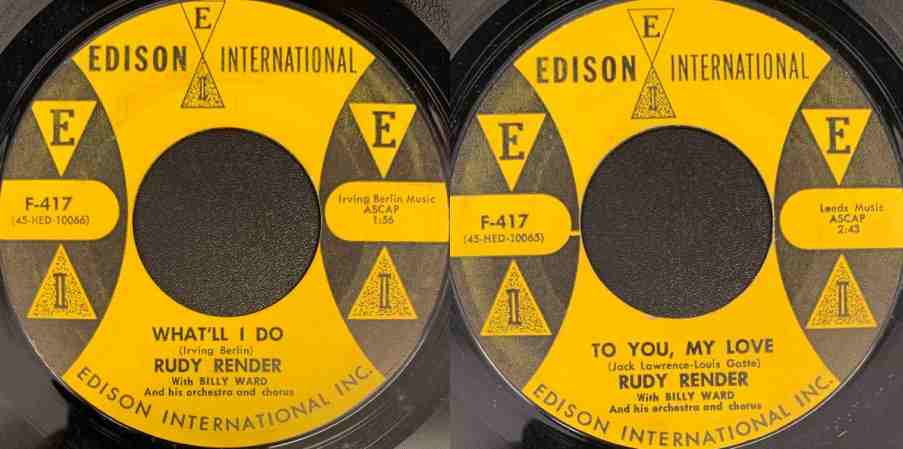 E
EDISON INTERNATIONAL
I
E
E
F-417
(45-HED-10066)
Irving Berlin Music
ASCAP
1:56
I
I
WHAT'LL I DO
(Irving Berlin)
RUDY RENDER
With BILLY WARD
And his orchestra and chorus
EDISON INTERNATIONAL INC.
E
EDISON INTERNATIONAL
I
E
E
F-417
(45-HED-10065)
Leeds Music
ASCAP
2:43
I
I
TO YOU, MY LOVE
(Jack Lawrence-Louis Gasté)
RUDY RENDER
With BILLY WARD
And his orchestra and chorus
EDISON INTERNATIONAL INC.